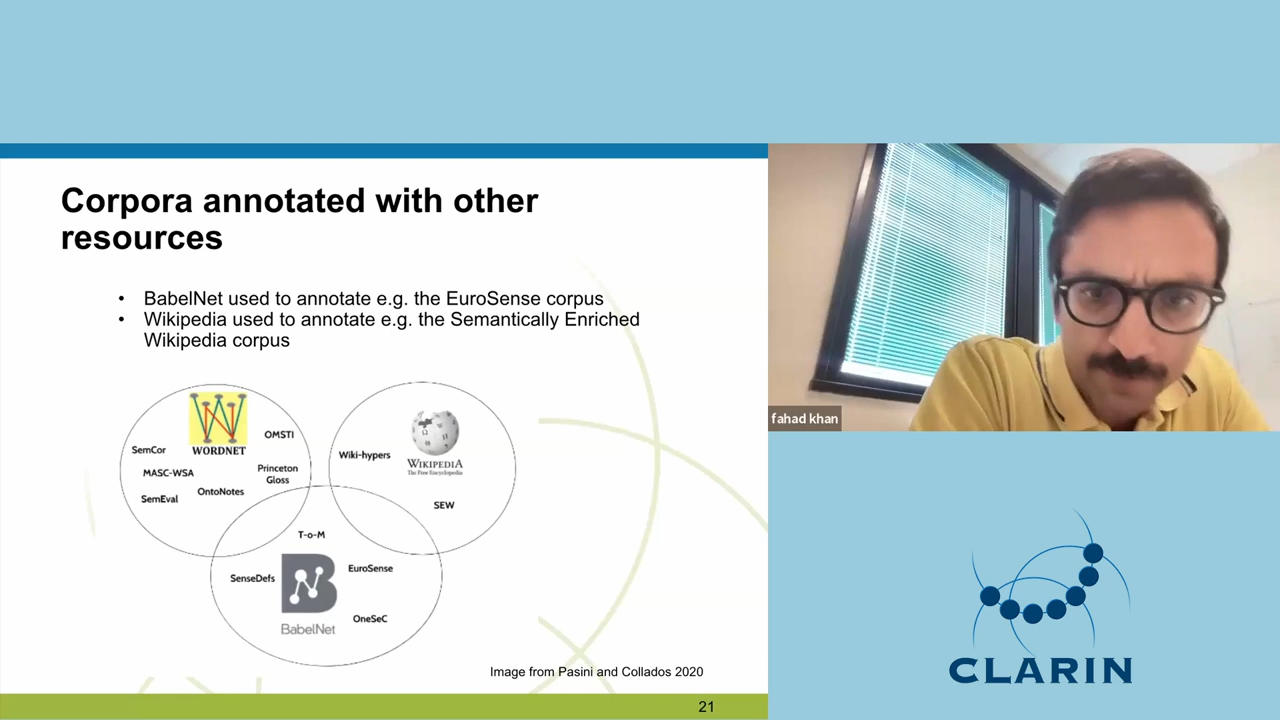 Corpora annotated with other
resources
• BabelNet used to annotate e.g. the EuroSense corpus
• Wikipedia used to annotate e.g. the Semantically Enriched
Wikipedia corpus
W
WORDNET
OMSTI
SemCor
MASC-WSA
Princeton
Gloss
OntoNotes
SemEval
Wiki-hypers
WIKIPEDIA
The Free Encyclopedia
SEW
T-o-M
SenseDefs
EuroSense
OneSeC
B
BabelNet
Image from Pasini and Collados 2020
21
fahad khan
CLARIN